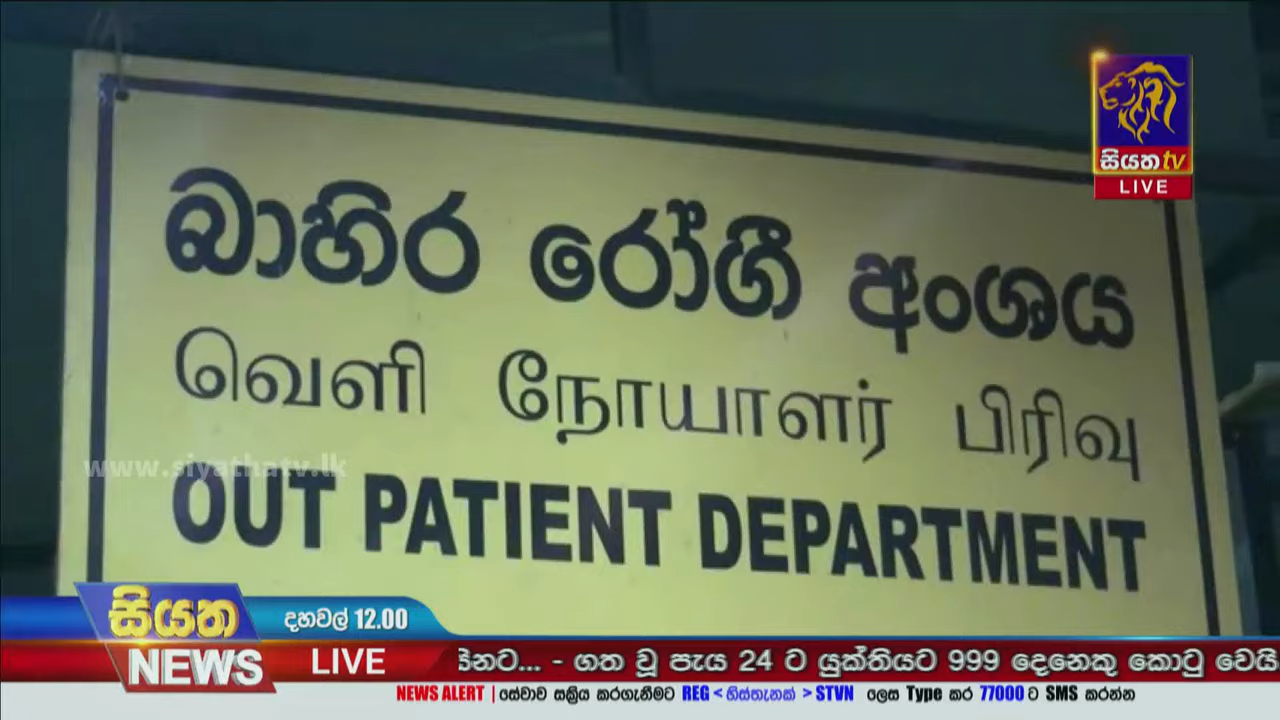 සියත tv
LIVE
බාහිර රෝගී අංශය
வெளி நோயாளர் பிரிவு
www.siyathatv.lk
OUT PATIENT DEPARTMENT
සියත
දහවල් 12.00
NEWS
LIVE
සිනට... - ගත වූ පැය 24 ට යුක්තියට 999 දෙනෙකු කොටු වෙයි
NEWS ALERT | සේවාව සක්‍රිය කරගැනීමට REG < හිස්තැනක් > STVN ලෙස Type කර 77000 ට SMS කරන්න